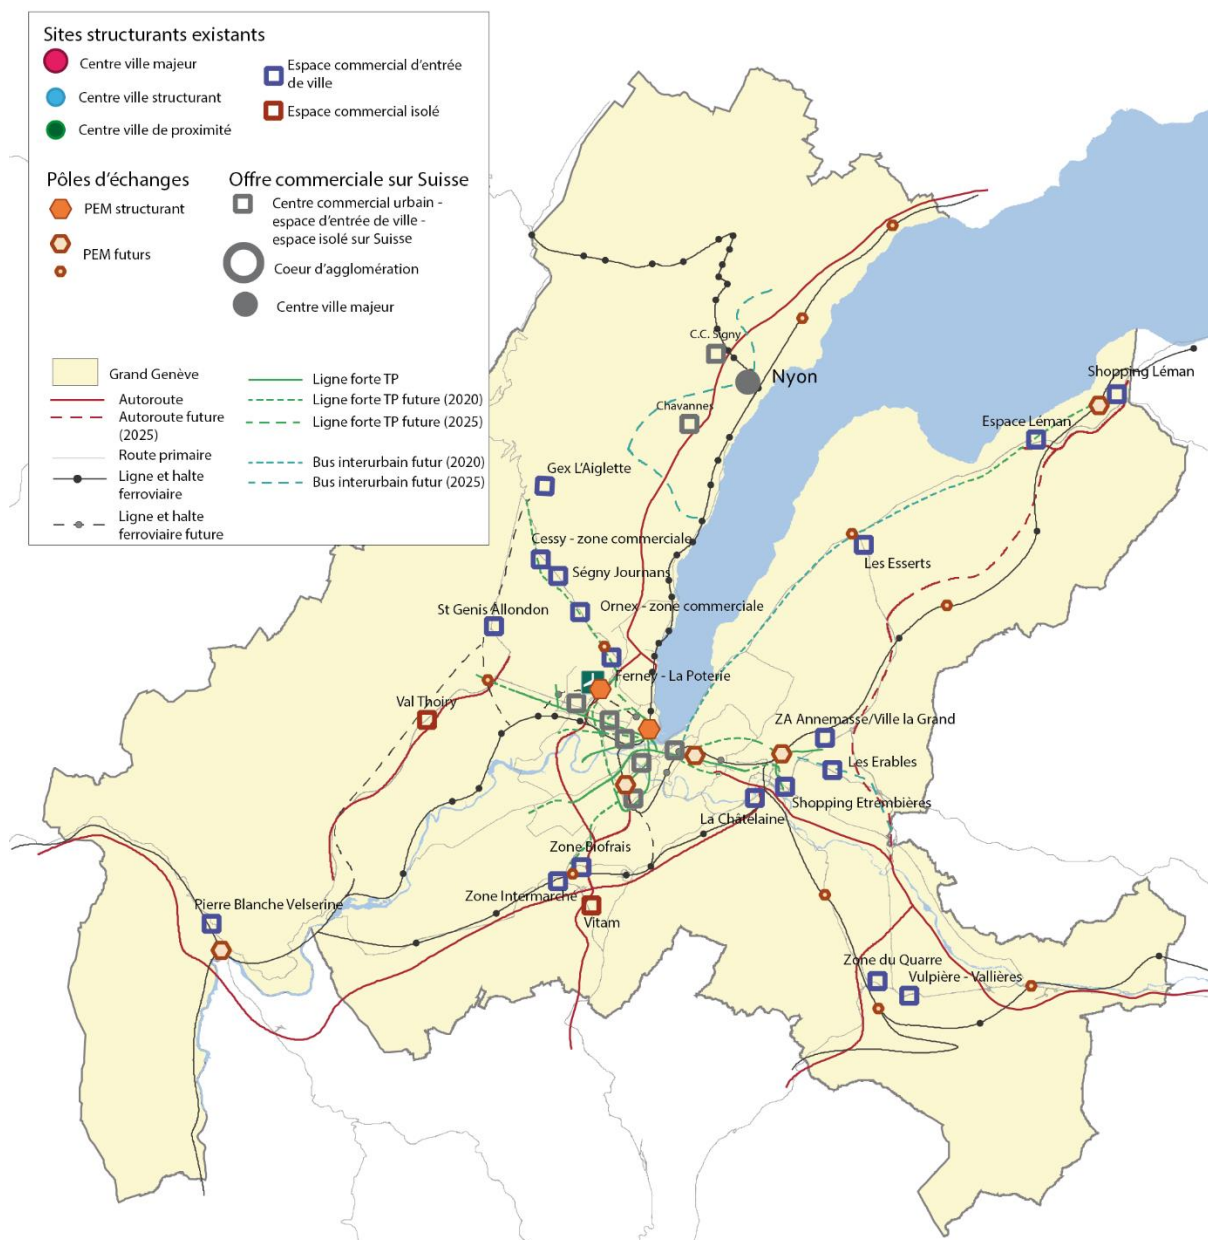 Sites structurants existants
Centre ville majeur
Centre ville structurant
Centre ville de proximité
Espace commercial d'entrée
de ville
Espace commercial isolé
Pôles d'échanges
PEM structurant
PEM futurs
Offre commerciale sur Suisse
Centre commercial urbain -
espace d'entrée de ville -
espace isolé sur Suisse
Coeur d'agglomération
Centre ville majeur
Grand Genève
Autoroute
Autoroute future
(2025)
Route primaire
Ligne et halte
ferroviaire
Ligne et halte
ferroviaire future
Ligne forte TP
Ligne forte TP future (2020)
Ligne forte TP future (2025)
Bus interurbain futur (2020)
Bus interurbain futur (2025)
C.C. Signy
Nyon
Chavannes
Shopping Léman
Espace Léman
Gex L'Aiglette
Cessy - zone commerciale
Les Esserts
Ségny Journans
Ornex - zone commerciale
St Genis Allondon
Ferney - La Poterie
Val Thoiry
ZA Annemasse/Ville la Grand
Les Erables
Shopping Etrembières
La Châtelaine
Zone Biofrais
Zone Intermarché
Vitam
Pierre Blanche Velserine
Zone du Quarre
Vulpière - Vallières